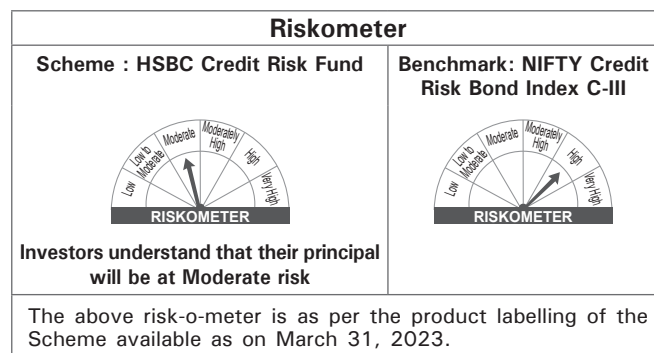 Riskometer
Scheme : HSBC Credit Risk Fund
Low
Low to
Moderate
Moderate
Moderately
High
High
Very High
RISKOMETER
Investors understand that their principal
will be at Moderate risk
Benchmark: NIFTY Credit
Risk Bond Index C-III
Low
Low to
Moderate
Moderate
Moderately
High
High
Very High
RISKOMETER
The above risk-o-meter is as per the product labelling of the
Scheme available as on March 31, 2023.